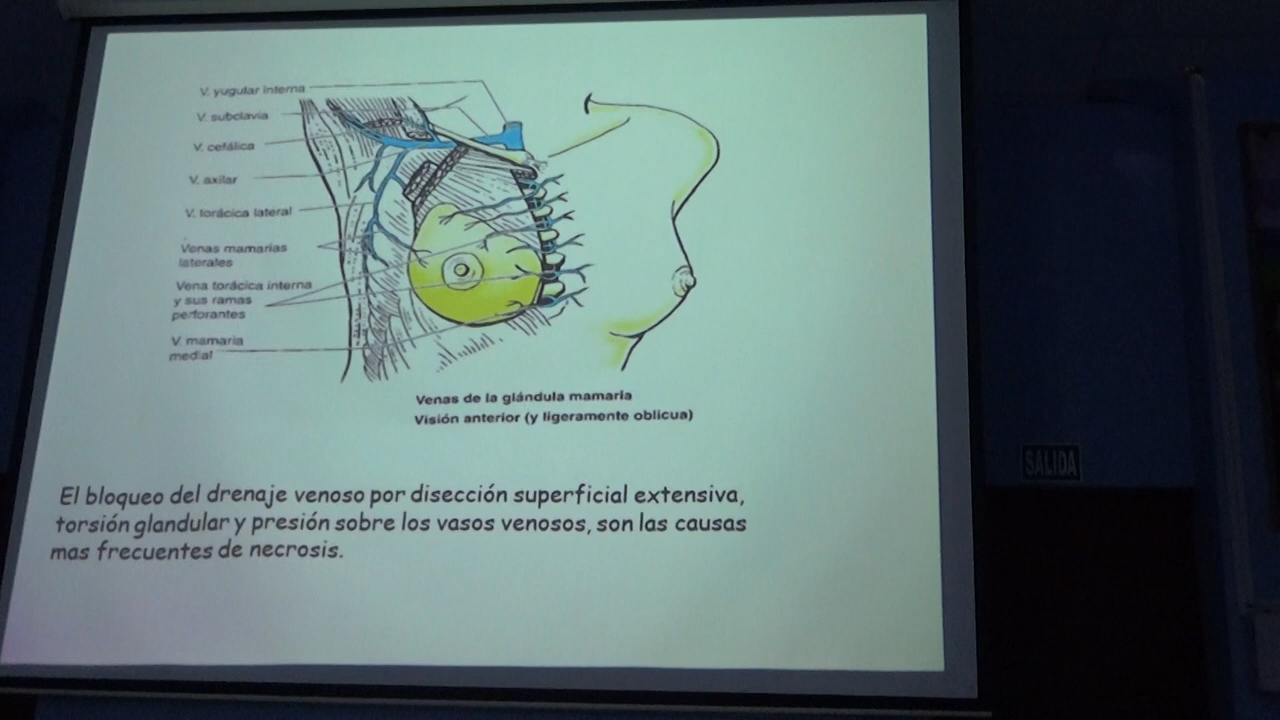 V. yugular interna
V. subclavia
V. cefálica
V. axilar
V. torácica lateral
Venas mamarias
laterales
Vena torácica interna
y sus ramas
perforantes
V. mamaria
medial
Venas de la glándula mamaria
Visión anterior (y ligeramente oblicua)
El bloqueo del drenaje venoso por disección superficial extensiva,
torsión glandular y presión sobre los vasos venosos, son las causas
mas frecuentes de necrosis.
SALIDA